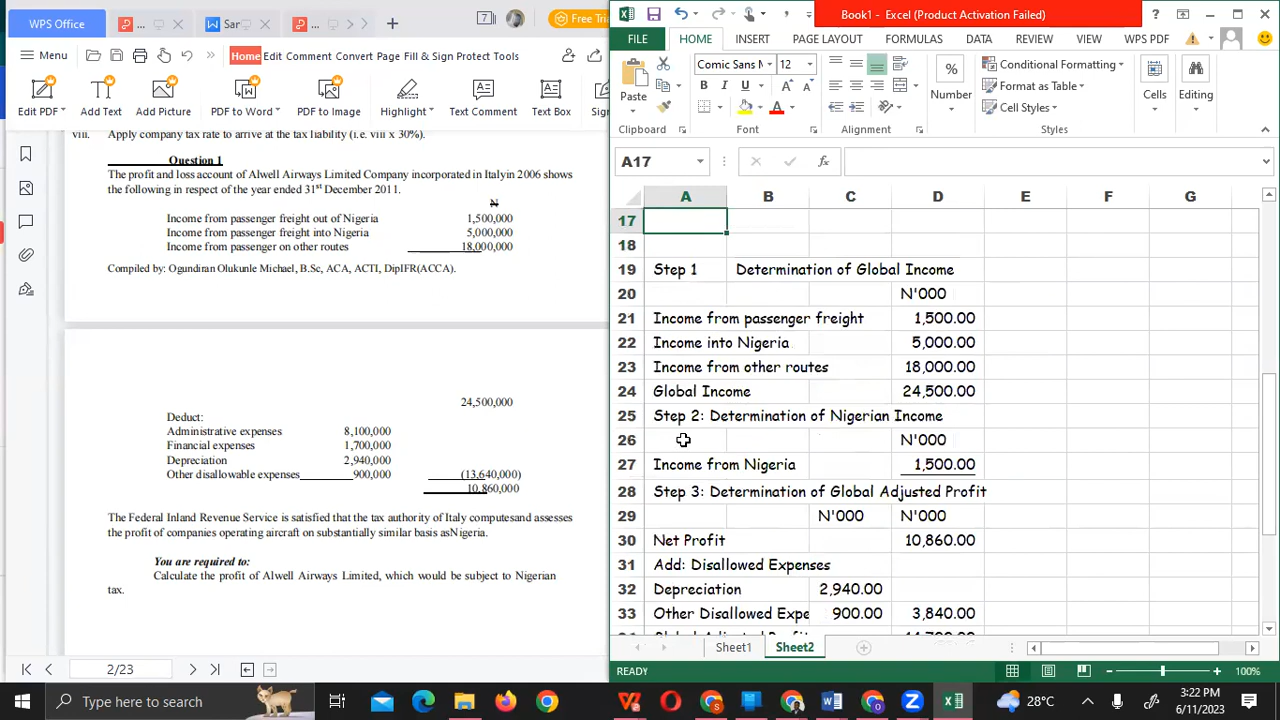 WPS Office
...
Sar
...
7
Free Tria
Book1 - Excel (Product Activation Failed)
Menu
Home Edit Comment Convert Page Fill & Sign Protect Tools
Edit PDF
Add Text
Add Picture
PDF to Word
PDF to Image
Highlight
Text Comment
Text Box
Sign
FILE HOME INSERT PAGE LAYOUT FORMULAS DATA REVIEW VIEW WPS PDF
Paste
Comic Sans M 12
B I U
A A
%
Number
Conditional Formatting
Format as Table
Cell Styles
Cells
Editing
Clipboard Font Alignment Styles
A17
fx
viii. Apply company tax rate to arrive at the tax liability (i.e. viii x 30%).
Question 1
The profit and loss account of Alwell Airways Limited Company incorporated in Italyin 2006 shows
the following in respect of the year ended 31st December 2011.
N
Income from passenger freight out of Nigeria 1,500,000
Income from passenger freight into Nigeria 5,000,000
Income from passenger on other routes 18,000,000
Compiled by: Ogundiran Olukunle Michael, B.Sc, ACA, ACTI, DipIFR(ACCA).
24,500,000
Deduct:
Administrative expenses 8,100,000
Financial expenses 1,700,000
Depreciation 2,940,000
Other disallowable expenses 900,000 (13,640,000)
10,860,000
The Federal Inland Revenue Service is satisfied that the tax authority of Italy computesand assesses
the profit of companies operating aircraft on substantially similar basis asNigeria.
You are required to:
Calculate the profit of Alwell Airways Limited, which would be subject to Nigerian
tax.
2/23
A B C D E F G
17
18
19 Step 1 Determination of Global Income
20 N'000
21 Income from passenger freight 1,500.00
22 Income into Nigeria 5,000.00
23 Income from other routes 18,000.00
24 Global Income 24,500.00
25 Step 2: Determination of Nigerian Income
26 N'000
27 Income from Nigeria 1,500.00
28 Step 3: Determination of Global Adjusted Profit
29 N'000 N'000
30 Net Profit 10,860.00
31 Add: Disallowed Expenses
32 Depreciation 2,940.00
33 Other Disallowed Expe 900.00 3,840.00
Sheet1 Sheet2
READY
100%
Type here to search
28°C
3:22 PM
6/11/2023